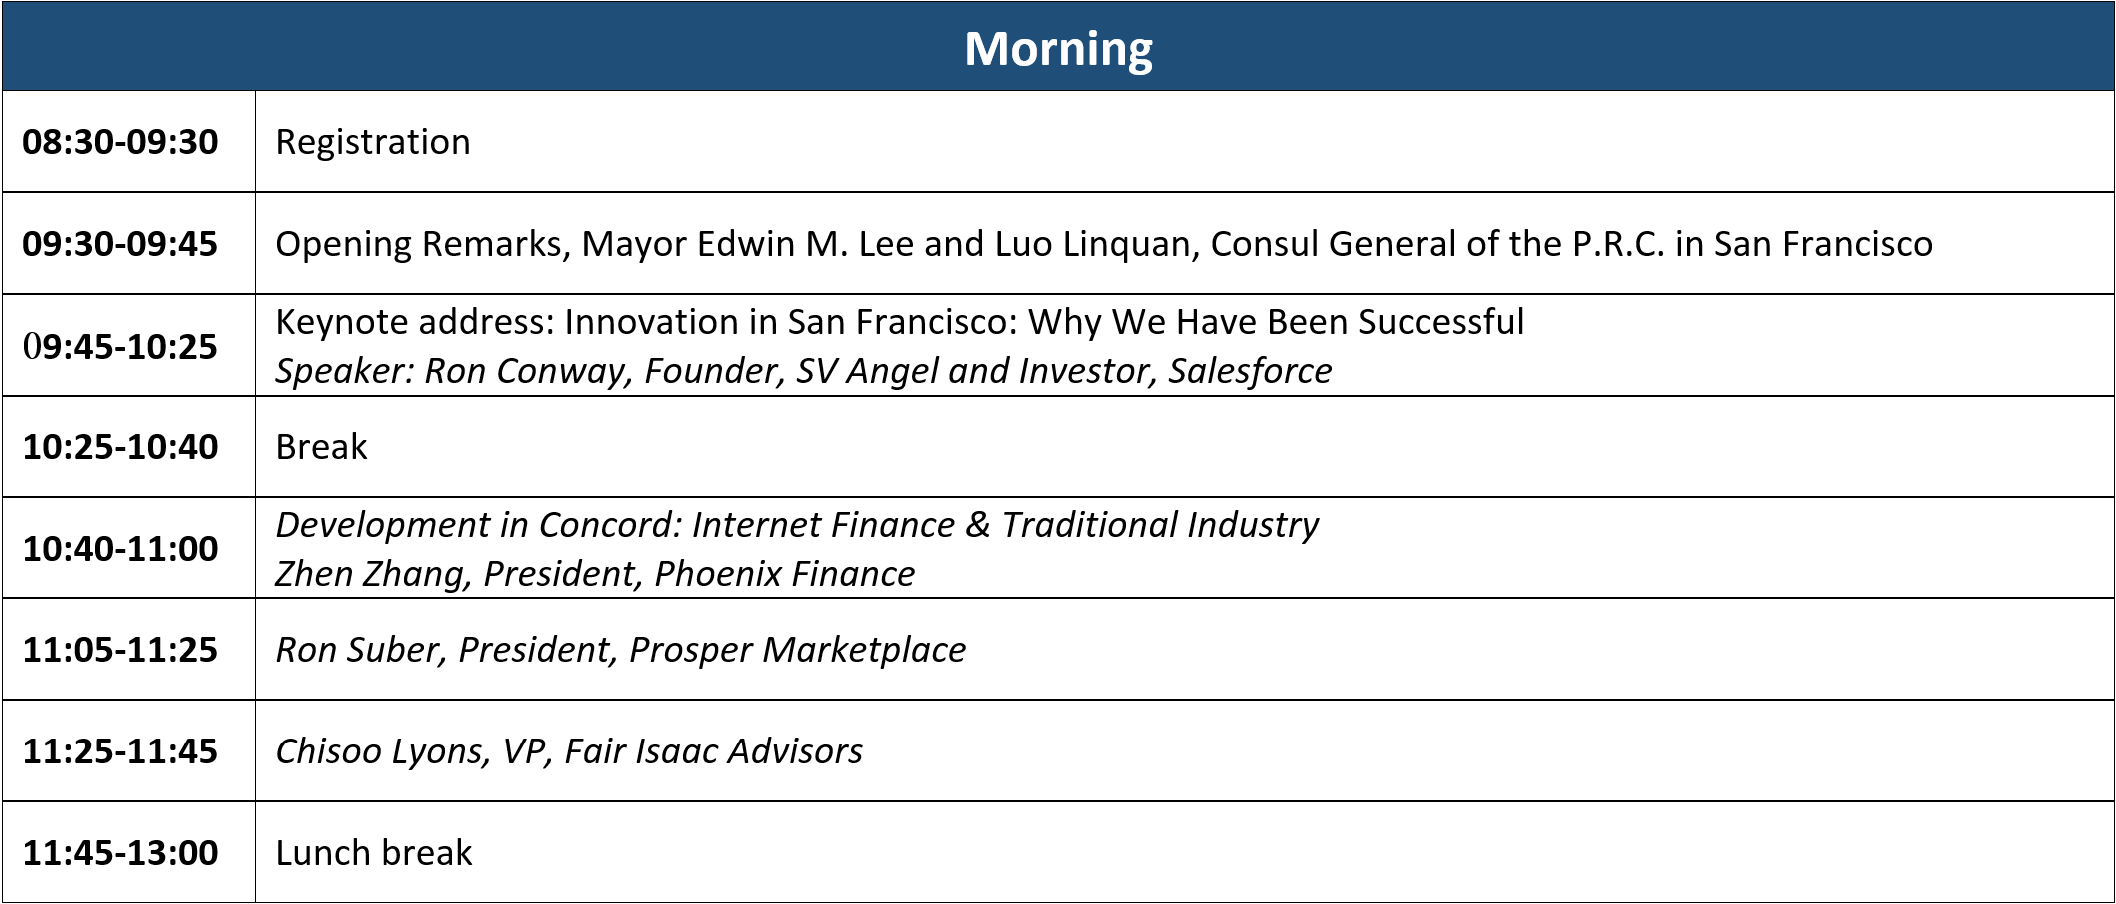 Morning
08:30-09:30 Registration
09:30-09:45 Opening Remarks, Mayor Edwin M. Lee and Luo Linquan, Consul General of the P.R.C. in San Francisco
09:45-10:25 Keynote address: Innovation in San Francisco: Why We Have Been Successful
Speaker: Ron Conway, Founder, SV Angel and Investor, Salesforce
10:25-10:40 Break
10:40-11:00 Development in Concord: Internet Finance & Traditional Industry
Zhen Zhang, President, Phoenix Finance
11:05-11:25 Ron Suber, President, Prosper Marketplace
11:25-11:45 Chisoo Lyons, VP, Fair Isaac Advisors
11:45-13:00 Lunch break